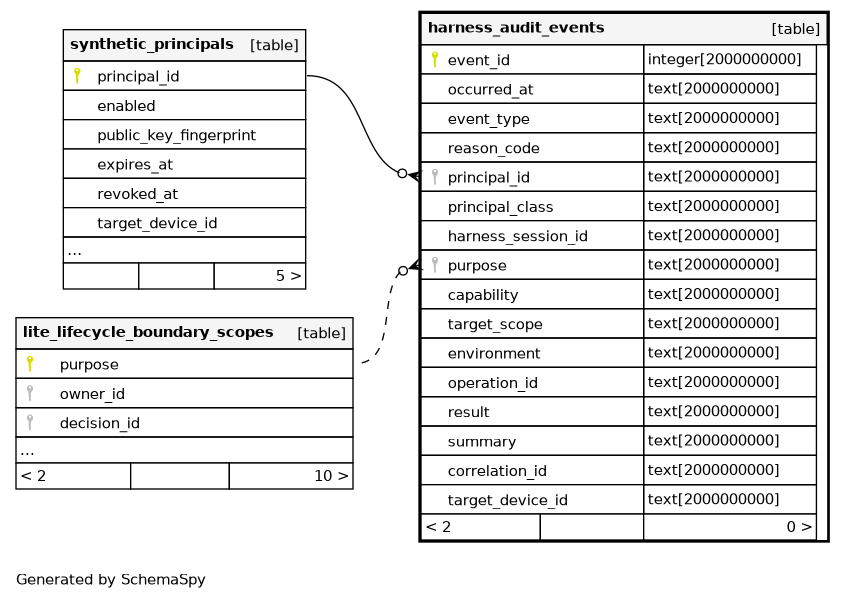 synthetic_principals [table]
principal_id
enabled
public_key_fingerprint
expires_at
revoked_at
target_device_id
...
5 >
lite_lifecycle_boundary_scopes [table]
purpose
owner_id
decision_id
...
< 2 10 >
harness_audit_events [table]
event_id integer[2000000000]
occurred_at text[2000000000]
event_type text[2000000000]
reason_code text[2000000000]
principal_id text[2000000000]
principal_class text[2000000000]
harness_session_id text[2000000000]
purpose text[2000000000]
capability text[2000000000]
target_scope text[2000000000]
environment text[2000000000]
operation_id text[2000000000]
result text[2000000000]
summary text[2000000000]
correlation_id text[2000000000]
target_device_id text[2000000000]
< 2 0 >
Generated by SchemaSpy